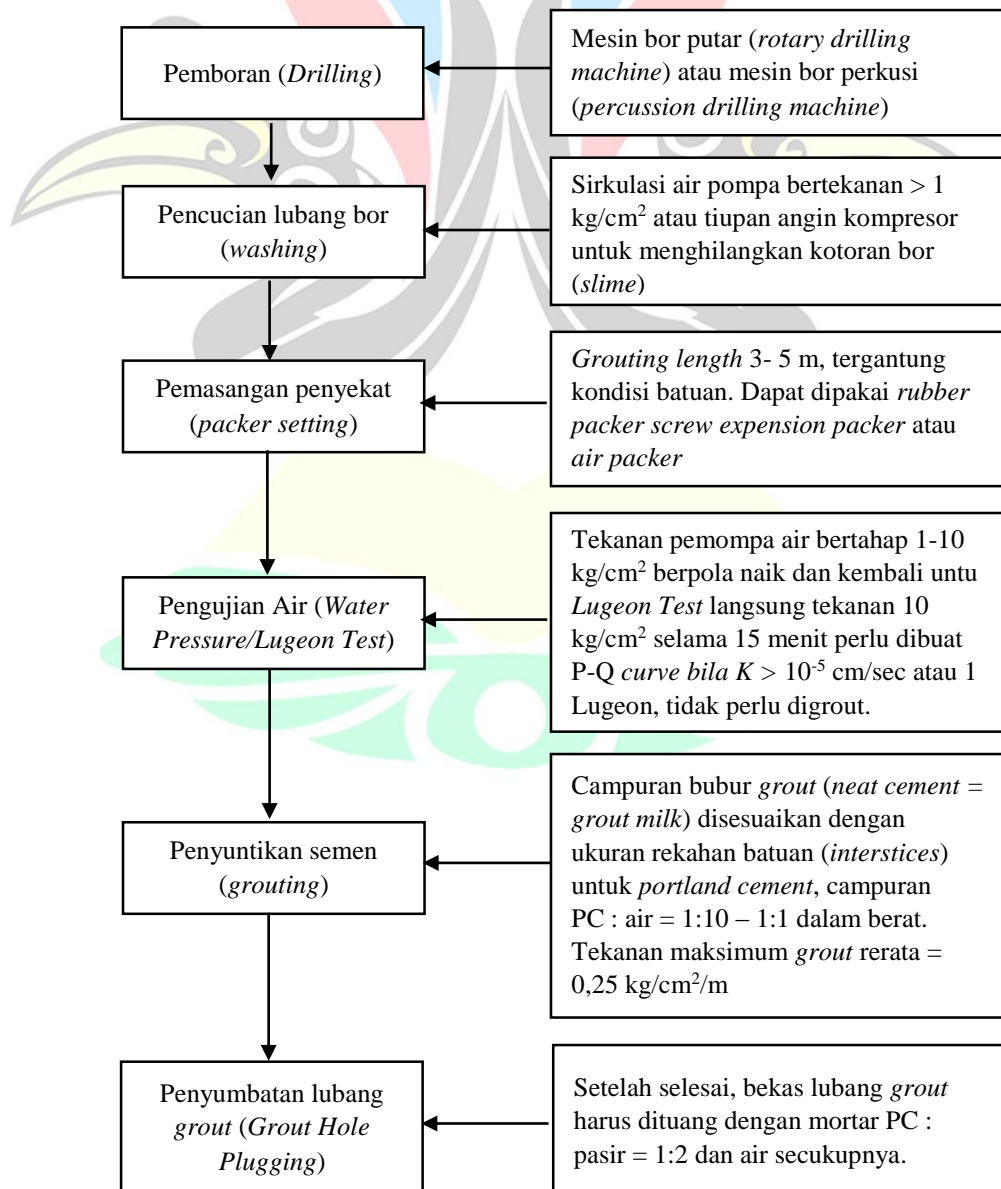 Pemboran (Drilling)
Mesin bor putar (rotary drilling
machine) atau mesin bor perkusi
(percussion drilling machine)
Pencucian lubang bor
(washing)
Sirkulasi air pompa bertekanan > 1
kg/cm² atau tiupan angin kompresor
untuk menghilangkan kotoran bor
(slime)
Pemasangan penyekat
(packer setting)
Grouting length 3- 5 m, tergantung
kondisi batuan. Dapat dipakai rubber
packer screw expension packer atau
air packer
Pengujian Air (Water
Pressure/Lugeon Test)
Tekanan pemompa air bertahap 1-10
kg/cm² berpola naik dan kembali untu
Lugeon Test langsung tekanan 10
kg/cm² selama 15 menit perlu dibuat
P-Q curve bila K > 10⁻⁵ cm/sec atau 1
Lugeon, tidak perlu digrout.
Penyuntikan semen
(grouting)
Campuran bubur grout (neat cement =
grout milk) disesuaikan dengan
ukuran rekahan batuan (interstices)
untuk portland cement, campuran
PC : air = 1:10 – 1:1 dalam berat.
Tekanan maksimum grout rerata =
0,25 kg/cm²/m
Penyumbatan lubang
grout (Grout Hole
Plugging)
Setelah selesai, bekas lubang grout
harus dituang dengan mortar PC :
pasir = 1:2 dan air secukupnya.